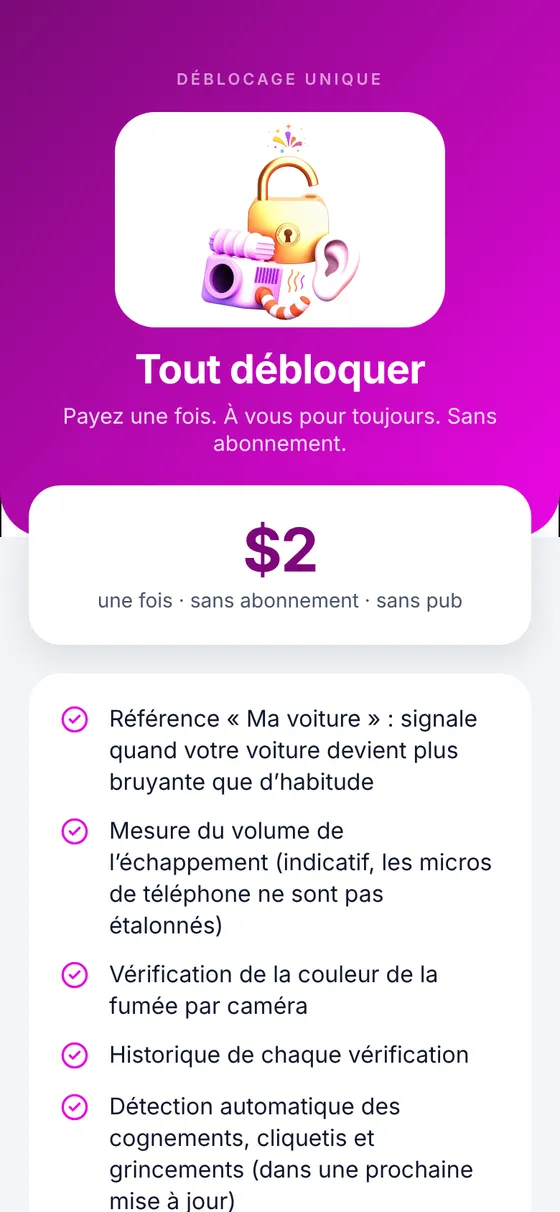 DÉBLOCAGE UNIQUE
Tout débloquer
Payez une fois. À vous pour toujours. Sans
abonnement.
$2
une fois · sans abonnement · sans pub
Référence « Ma voiture » : signale
quand votre voiture devient plus
bruyante que d’habitude
Mesure du volume de
l’échappement (indicatif, les micros
de téléphone ne sont pas
étalonnés)
Vérification de la couleur de la
fumée par caméra
Historique de chaque vérification
Détection automatique des
cognements, cliquetis et
grincements (dans une prochaine
mise à jour)